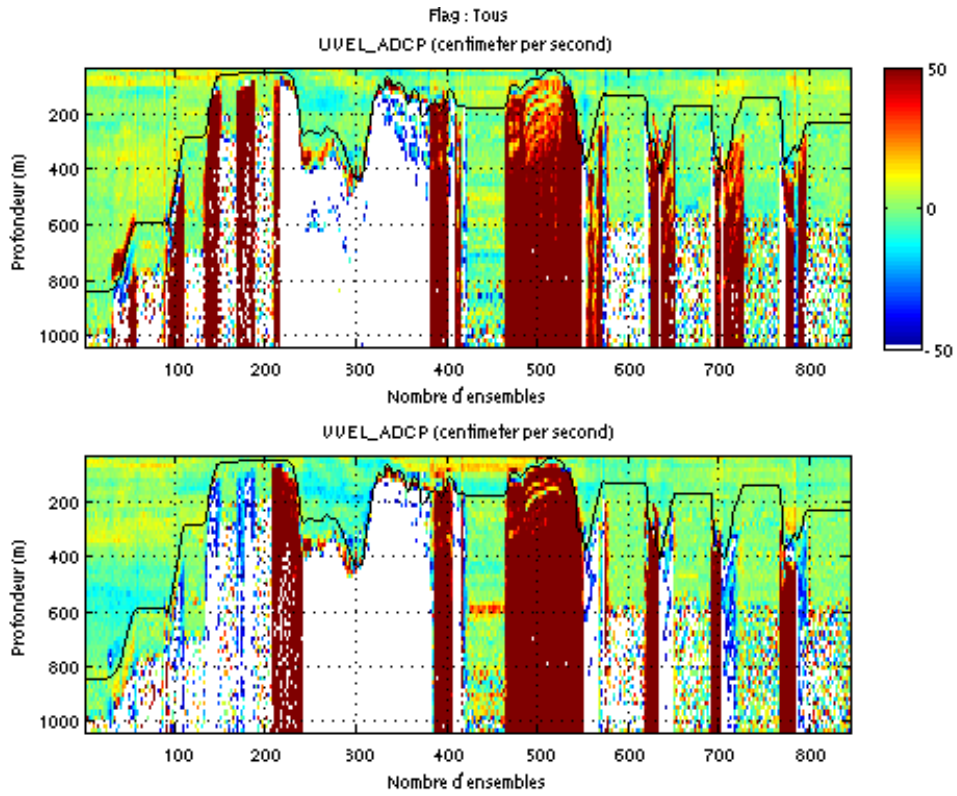 Flag : Tous
UVEL_ADCP (centimeter per second)
200
400
600
800
1000
Profondeur (m)
100 200 300 400 500 600 700 800
Nombre d'ensembles
50
0
-50
VVEL_ADCP (centimeter per second)
200
400
600
800
1000
Profondeur (m)
100 200 300 400 500 600 700 800
Nombre d'ensembles